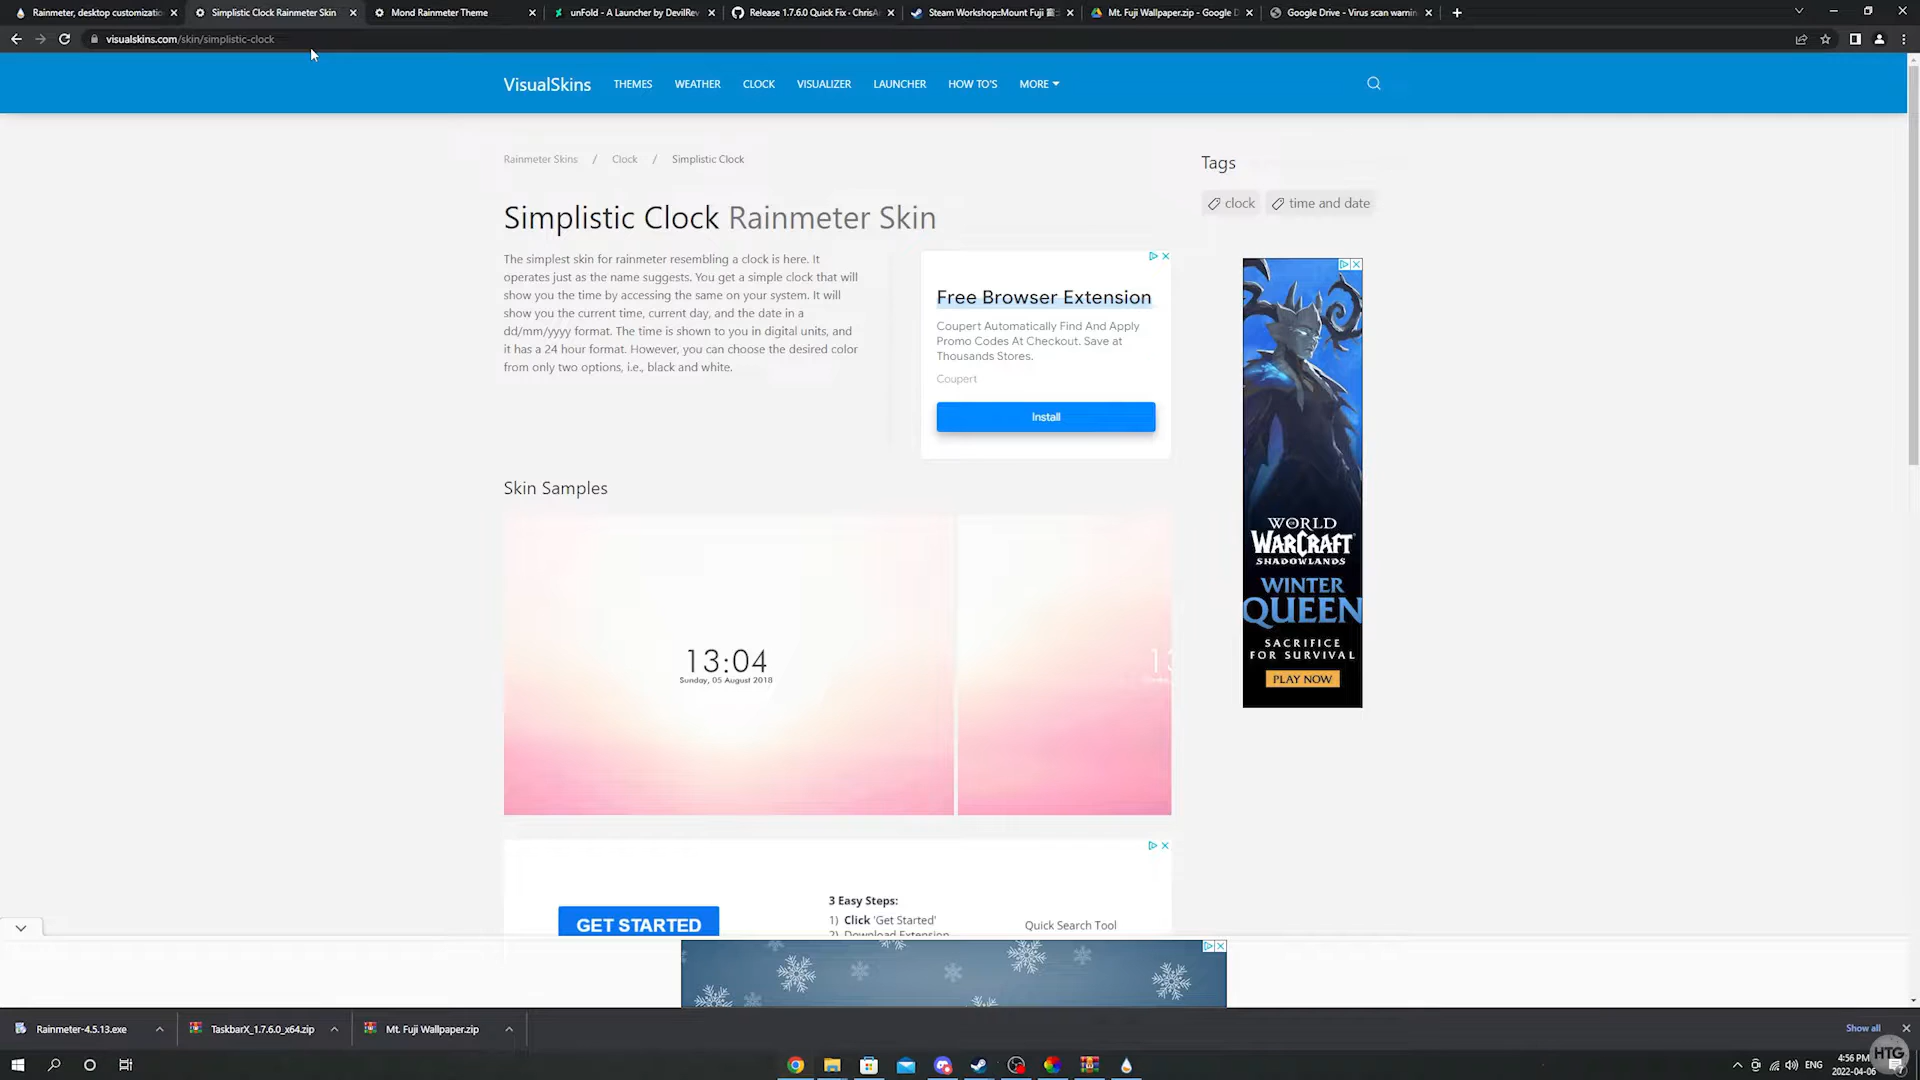 Rainmeter, desktop customizatio
Simplistic Clock Rainmeter Skin
Mond Rainmeter Theme
unFold - A Launcher by DevilRev
Release 1.7.6.0 Quick Fix · ChrisA
Steam Workshop::Mount Fuji
Mt. Fuji Wallpaper.zip - Google D
Google Drive - Virus scan warnin
visualskins.com/skin/simplistic-clock
VisualSkins
THEMES
WEATHER
CLOCK
VISUALIZER
LAUNCHER
HOW TO'S
MORE
Rainmeter Skins / Clock / Simplistic Clock
Tags
clock
time and date
Simplistic Clock Rainmeter Skin
The simplest skin for rainmeter resembling a clock is here. It
operates just as the name suggests. You get a simple clock that will
show you the time by accessing the same on your system. It will
show you the current time, current day, and the date in a
dd/mm/yyyy format. The time is shown to you in digital units, and
it has a 24 hour format. However, you can choose the desired color
from only two options, i.e., black and white.
Free Browser Extension
Coupert Automatically Find And Apply
Promo Codes At Checkout. Save at
Thousands Stores.
Coupert
Install
WORLD
WARCRAFT
SHADOWLANDS
WINTER
QUEEN
SACRIFICE
FOR SURVIVAL
PLAY NOW
Skin Samples
13:04
Sunday, 05 August 2018
GET STARTED
3 Easy Steps:
1) Click 'Get Started'
2) Download Extension
Quick Search Tool
Rainmeter-4.5.13.exe
TaskbarX_1.7.6.0_x64.zip
Mt. Fuji Wallpaper.zip
Show all
ENG
4:56 PM
2022-04-06
HTG